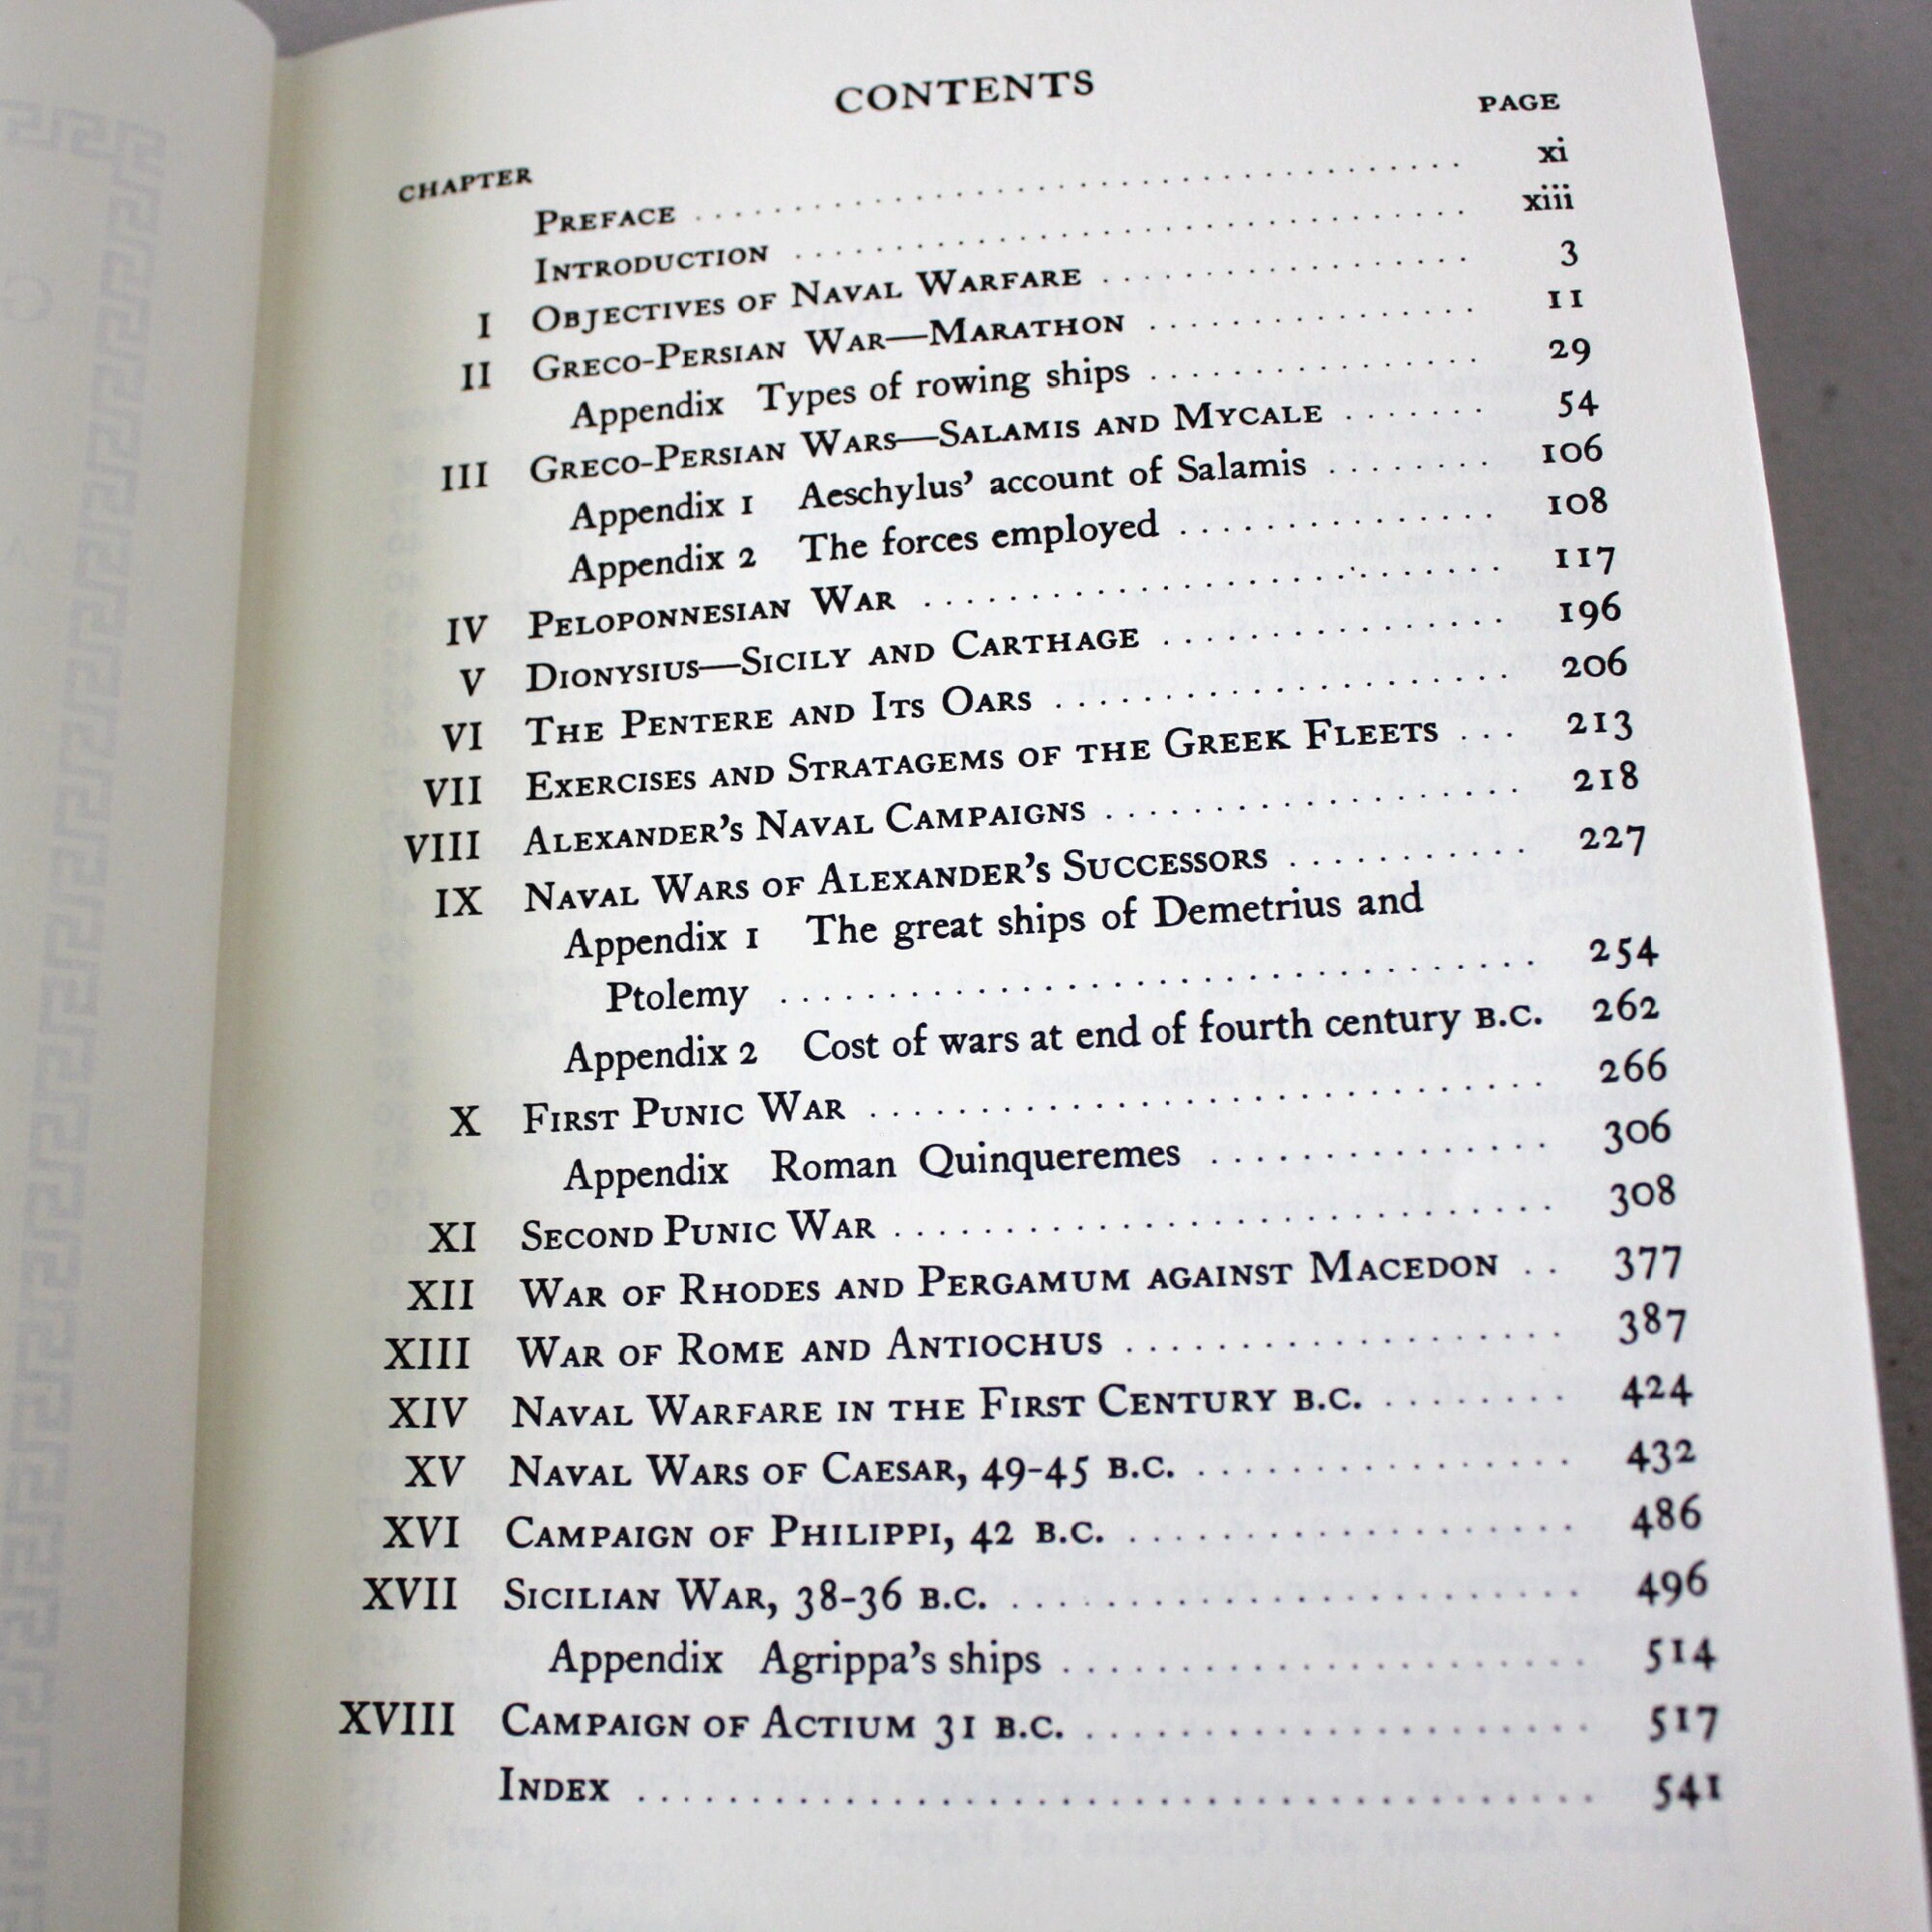 CONTENTS
PAGE
CHAPTER
PREFACE . . . . . . . . . . xi
INTRODUCTION . . . . . . . . . . xiii
I OBJECTIVES OF NAVAL WARFARE . . . . . . . . . . 3
II GRECO-PERSIAN WAR—MARATHON . . . . . . . . . . 11
Appendix Types of rowing ships . . . . . . . . . . 29
III GRECO-PERSIAN WARS—SALAMIS AND MYCALE . . . . . . . 54
Appendix 1 Aeschylus' account of Salamis . . . . . . . 106
Appendix 2 The forces employed . . . . . . . . . . 108
IV PELOPONNESIAN WAR . . . . . . . . . . 117
V DIONYSIUS—SICILY AND CARTHAGE . . . . . . . . . . 196
VI THE PENTERE AND ITS OARS . . . . . . . . . . 206
VII EXERCISES AND STRATAGEMS OF THE GREEK FLEETS . . . 213
VIII ALEXANDER'S NAVAL CAMPAIGNS . . . . . . . . . . 218
IX NAVAL WARS OF ALEXANDER'S SUCCESSORS . . . . . . . . . . 227
Appendix 1 The great ships of Demetrius and
Ptolemy . . . . . . . . . . 254
Appendix 2 Cost of wars at end of fourth century B.C. 262
X FIRST PUNIC WAR . . . . . . . . . . 266
Appendix Roman Quinqueremes . . . . . . . . . . 306
XI SECOND PUNIC WAR . . . . . . . . . . 308
XII WAR OF RHODES AND PERGAMUM AGAINST MACEDON . . 377
XIII WAR OF ROME AND ANTIOCHUS . . . . . . . . . . 387
XIV NAVAL WARFARE IN THE FIRST CENTURY B.C. . . . . . . . . 424
XV NAVAL WARS OF CAESAR, 49-45 B.C. . . . . . . . . . . 432
XVI CAMPAIGN OF PHILIPPI, 42 B.C. . . . . . . . . . . 486
XVII SICILIAN WAR, 38-36 B.C. . . . . . . . . . . 496
Appendix Agrippa's ships . . . . . . . . . . 514
XVIII CAMPAIGN OF ACTIUM 31 B.C. . . . . . . . . . . 517
INDEX . . . . . . . . . . 541